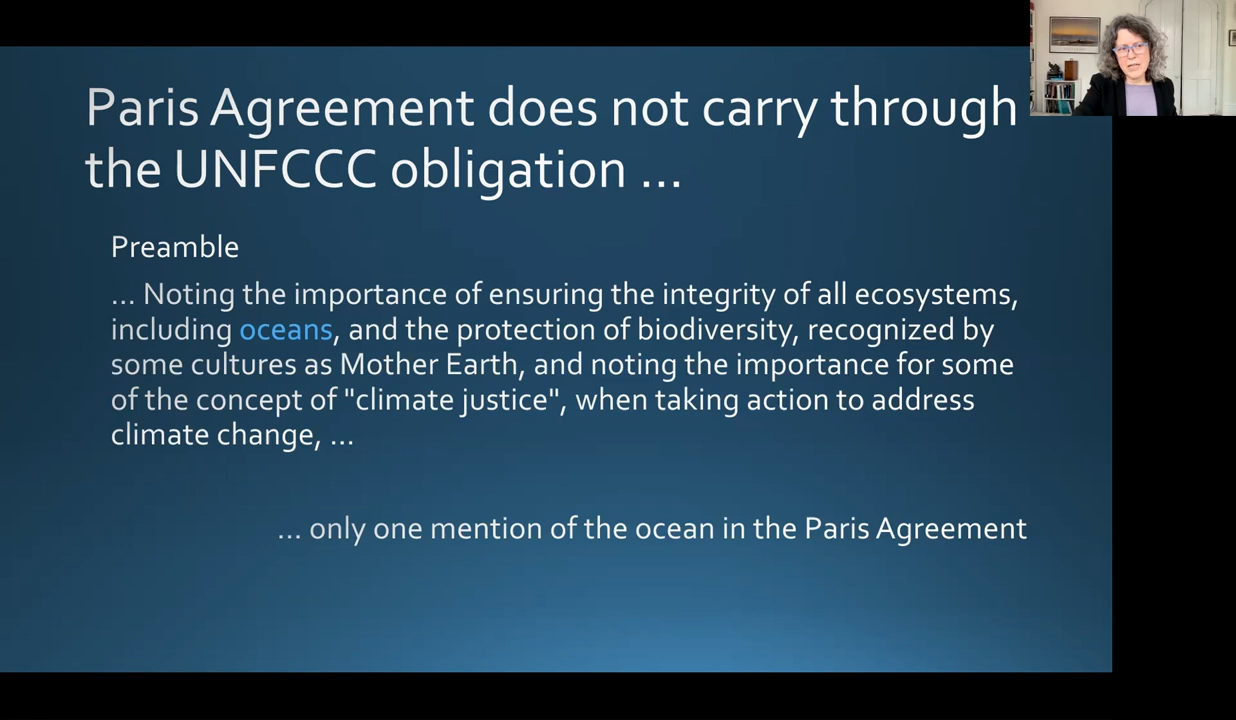 Paris Agreement does not carry through
the UNFCCC obligation ...
Preamble
... Noting the importance of ensuring the integrity of all ecosystems,
including oceans, and the protection of biodiversity, recognized by
some cultures as Mother Earth, and noting the importance for some
of the concept of "climate justice", when taking action to address
climate change, ...
... only one mention of the ocean in the Paris Agreement